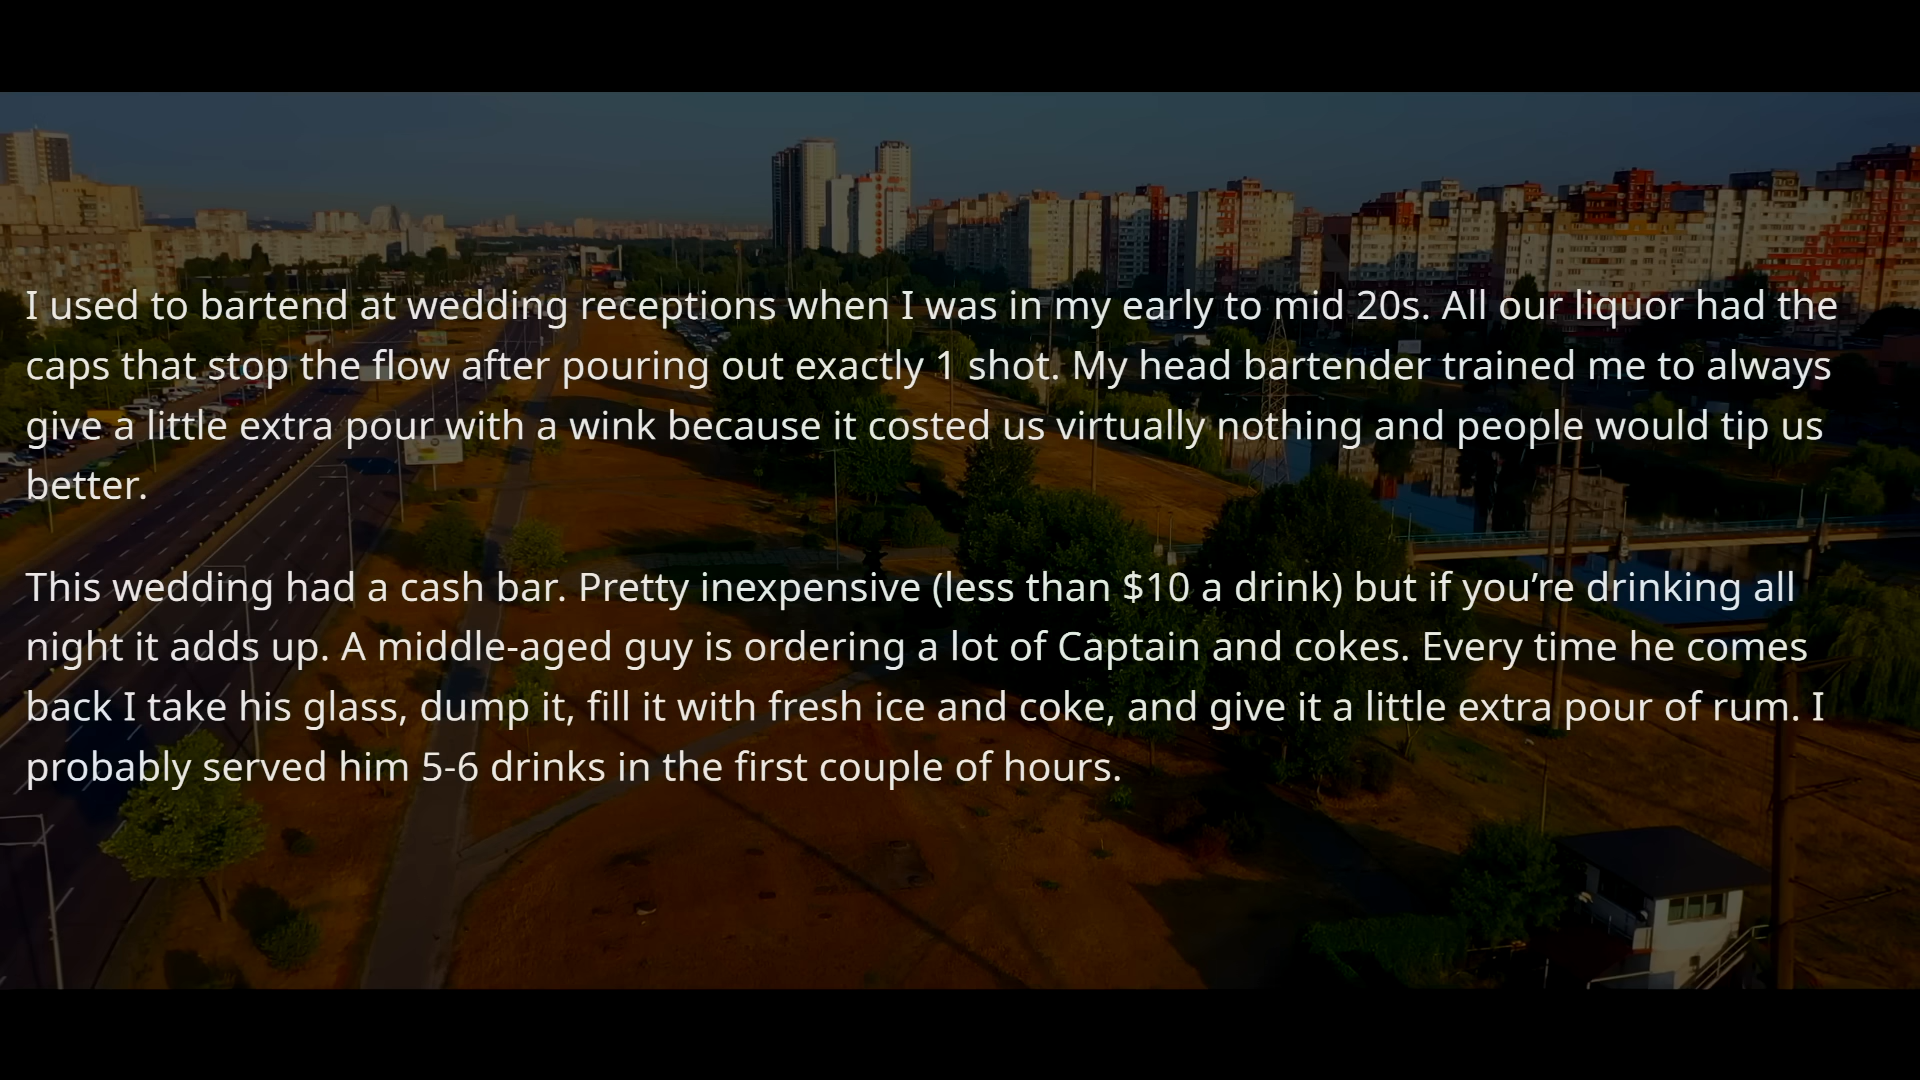 I used to bartend at wedding receptions when I was in my early to mid 20s. All our liquor had the
caps that stop the flow after pouring out exactly 1 shot. My head bartender trained me to always
give a little extra pour with a wink because it costed us virtually nothing and people would tip us
better.
This wedding had a cash bar. Pretty inexpensive (less than $10 a drink) but if you’re drinking all
night it adds up. A middle-aged guy is ordering a lot of Captain and cokes. Every time he comes
back I take his glass, dump it, fill it with fresh ice and coke, and give it a little extra pour of rum. I
probably served him 5-6 drinks in the first couple of hours.